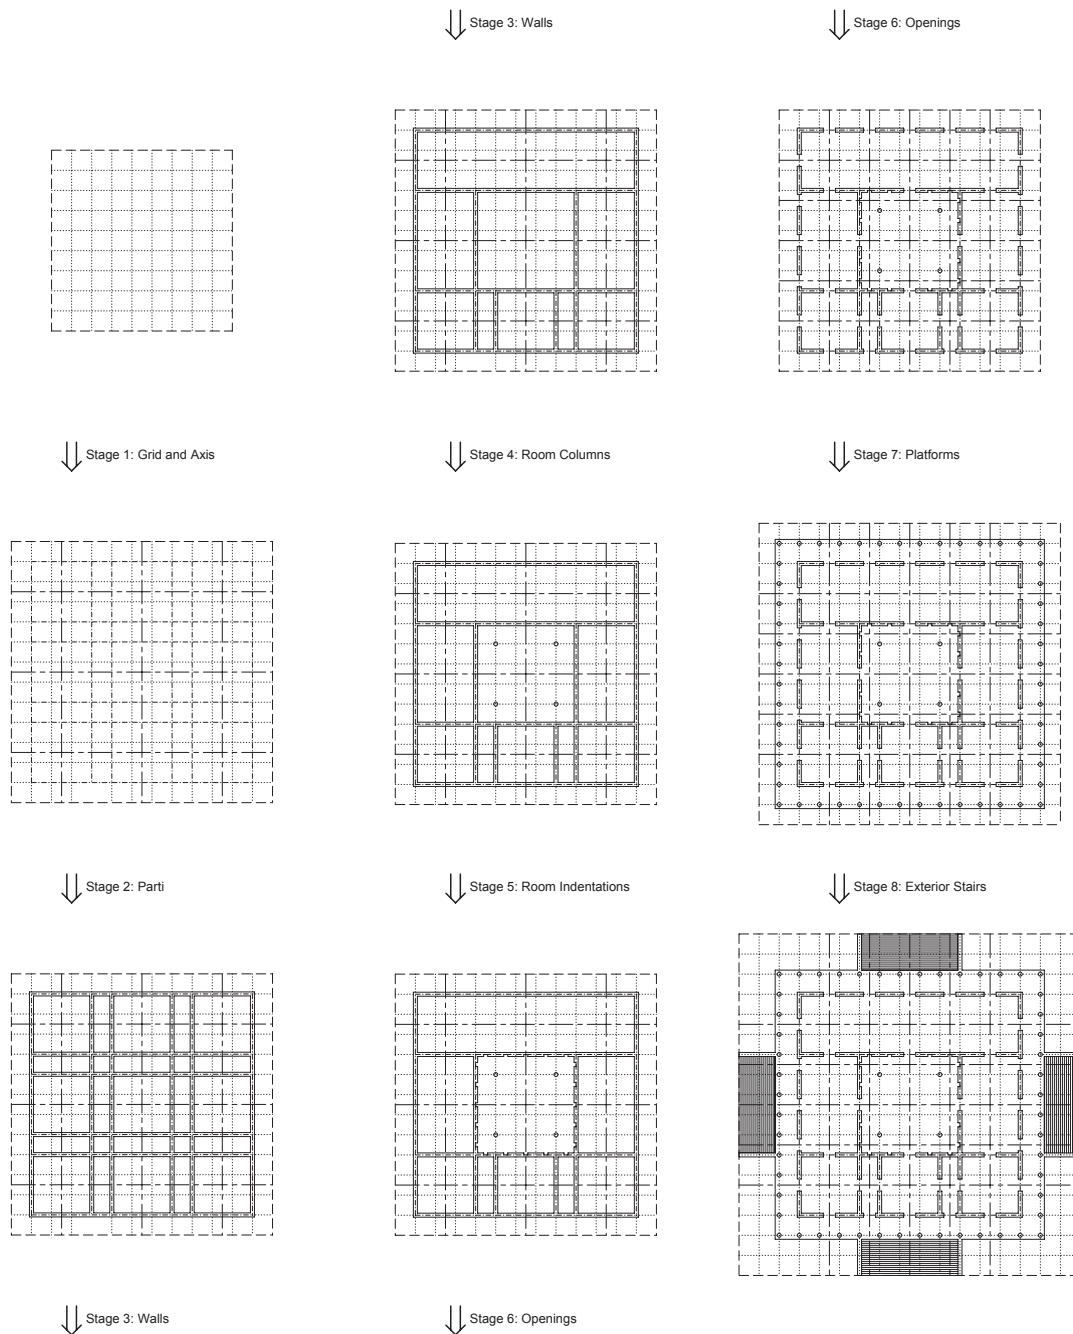 Stage 3: Walls
Stage 6: Openings
Stage 1: Grid and Axis
Stage 4: Room Columns
Stage 7: Platforms
Stage 2: Parti
Stage 5: Room Indentations
Stage 8: Exterior Stairs
Stage 3: Walls
Stage 6: Openings